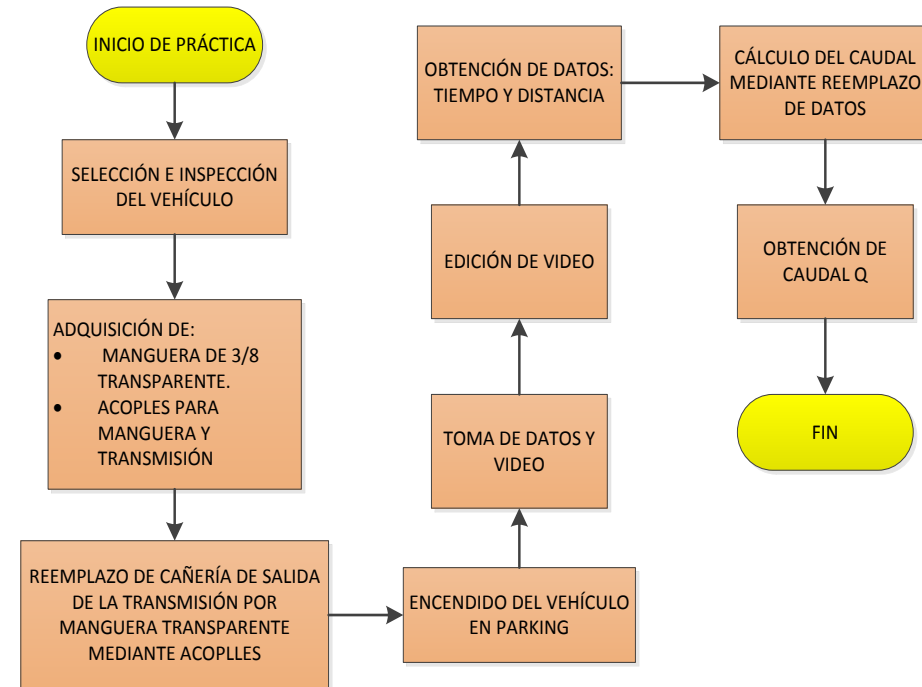 INICIO DE PRÁCTICA
SELECCIÓN E INSPECCIÓN
DEL VEHÍCULO
ADQUISICIÓN DE:
• MANGUERA DE 3/8
TRANSPARENTE.
• ACOPLES PARA
MANGUERA Y
TRANSMISIÓN
REEMPLAZO DE CAÑERÍA DE SALIDA
DE LA TRANSMISIÓN POR
MANGUERA TRANSPARENTE
MEDIANTE ACOPLLES
ENCENDIDO DEL VEHÍCULO
EN PARKING
TOMA DE DATOS Y
VIDEO
EDICIÓN DE VIDEO
OBTENCIÓN DE DATOS:
TIEMPO Y DISTANCIA
CÁLCULO DEL CAUDAL
MEDIANTE REEMPLAZO
DE DATOS
OBTENCIÓN DE
CAUDAL Q
FIN